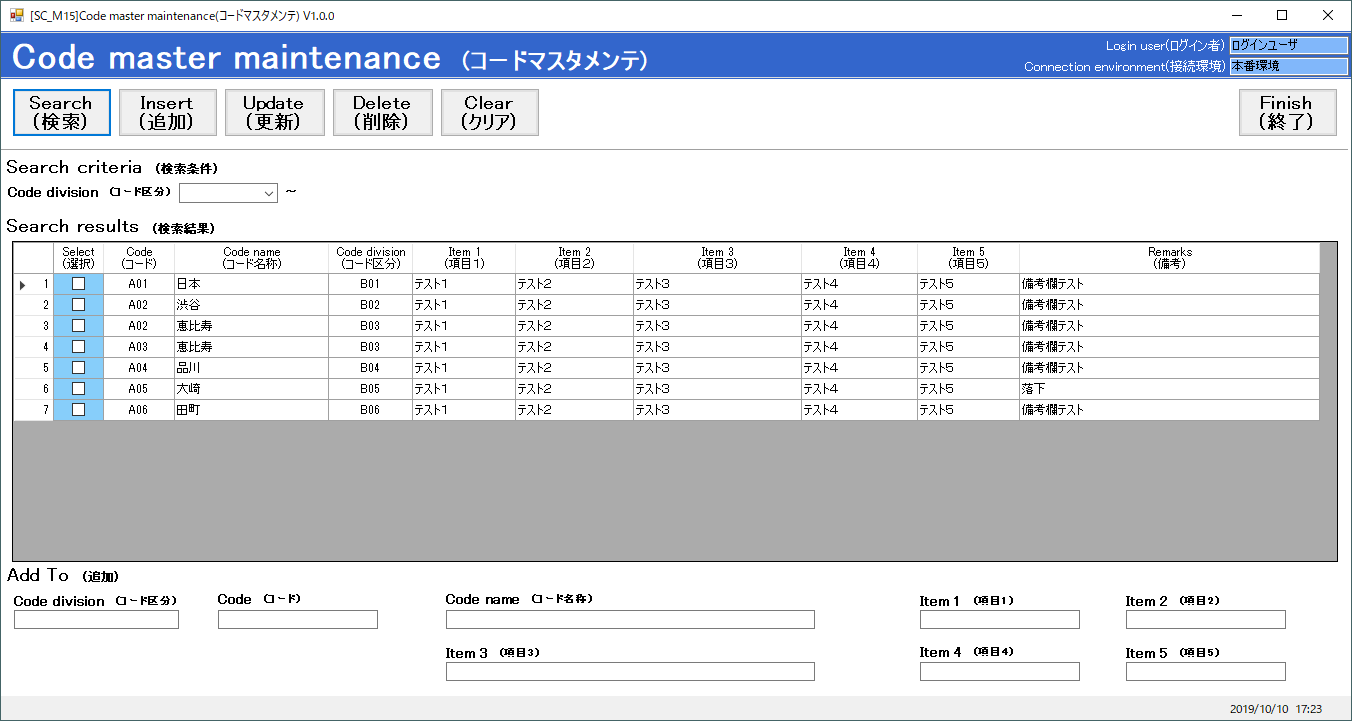 [SC_M15]Code master maintenance(コードマスタメンテ) V1.0.0
Code master maintenance (コードマスタメンテ)
Login user(ログイン者) ログインユーザ
Connection environment(接続環境) 本番環境
Search Insert Update Delete Clear Finish
(検索) (追加) (更新) (削除) (クリア) (終了)
Search criteria (検索条件)
Code division (コード区分) ～
Search results (検索結果)
Select Code Code name Code division Item 1 Item 2 Item 3 Item 4 Item 5 Remarks
(選択) (コード) (コード名称) (コード区分) (項目1) (項目2) (項目3) (項目4) (項目5) (備考)
1 A01 日本 B01 テスト1 テスト2 テスト3 テスト4 テスト5 備考欄テスト
2 A02 渋谷 B02 テスト1 テスト2 テスト3 テスト4 テスト5 備考欄テスト
3 A02 恵比寿 B03 テスト1 テスト2 テスト3 テスト4 テスト5 備考欄テスト
4 A03 恵比寿 B03 テスト1 テスト2 テスト3 テスト4 テスト5 備考欄テスト
5 A04 品川 B04 テスト1 テスト2 テスト3 テスト4 テスト5 備考欄テスト
6 A05 大崎 B05 テスト1 テスト2 テスト3 テスト4 テスト5 落下
7 A06 田町 B06 テスト1 テスト2 テスト3 テスト4 テスト5 備考欄テスト
Add To (追加)
Code division (コード区分) Code (コード) Code name (コード名称) Item 1 (項目1) Item 2 (項目2)
Item 3 (項目3) Item 4 (項目4) Item 5 (項目5)
2019/10/10 17:23